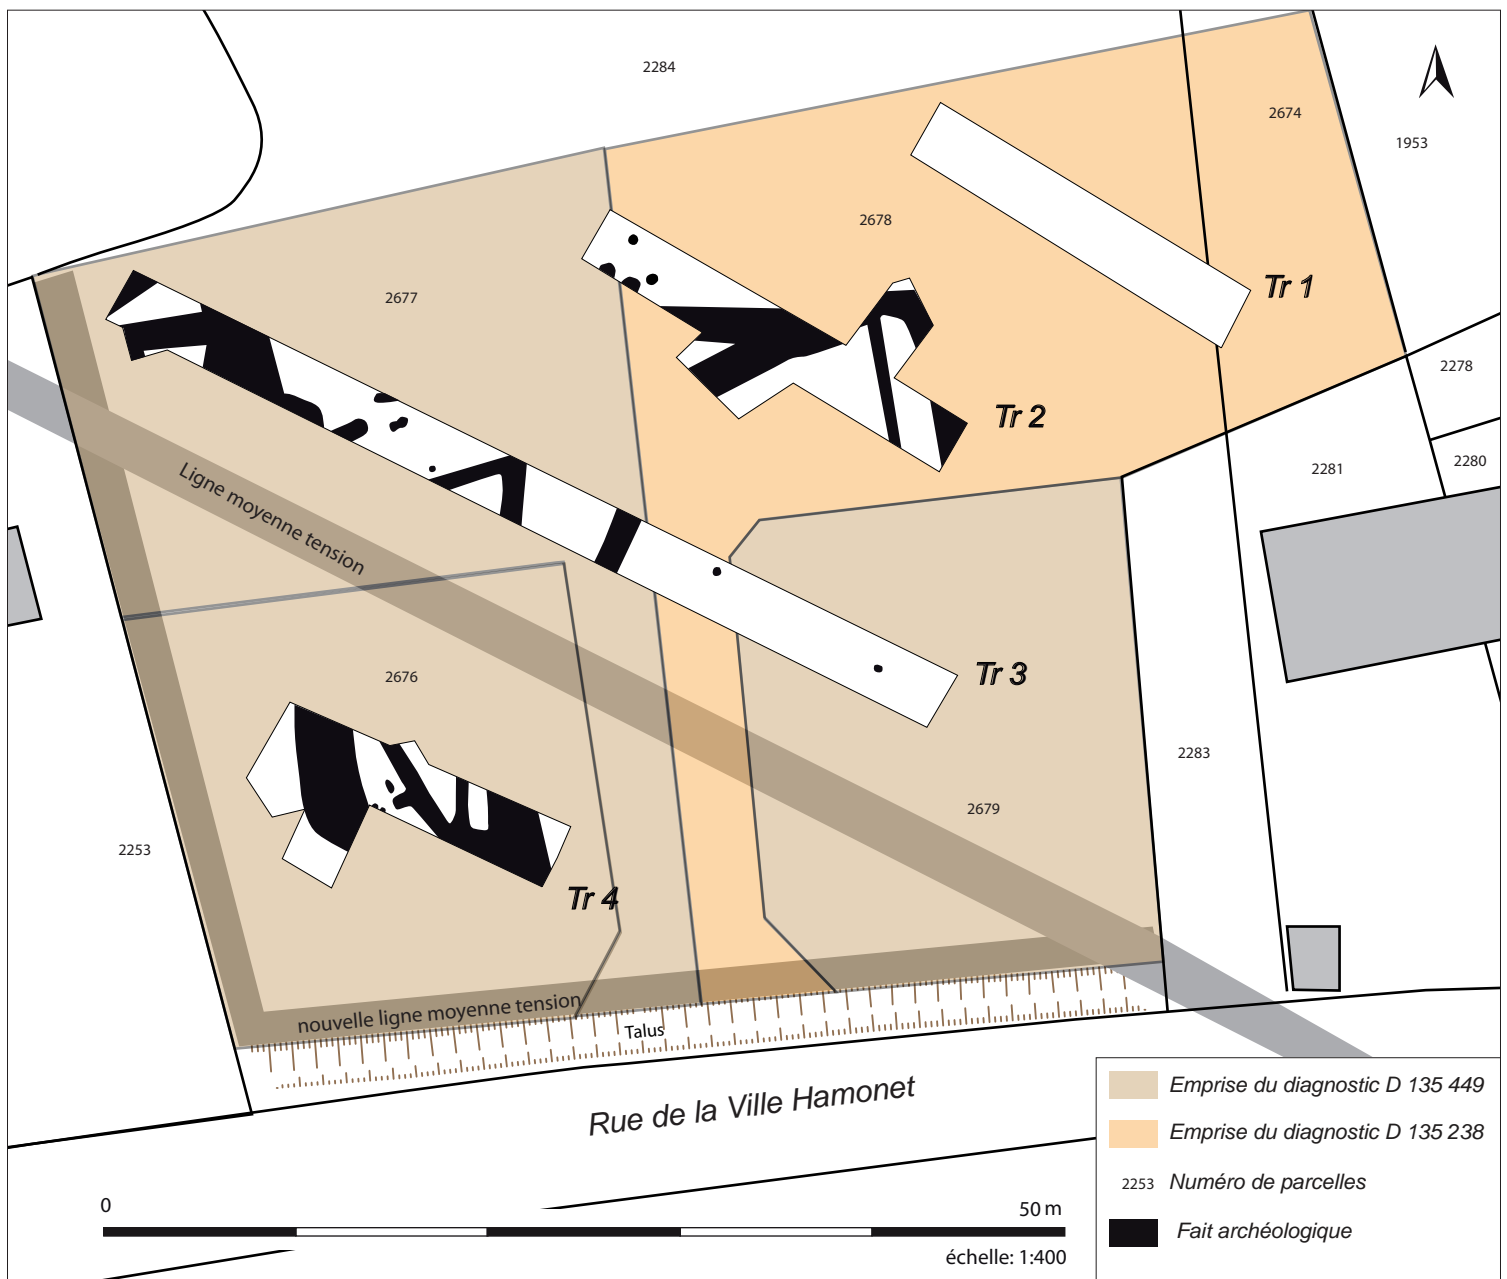 2284
2674
1953
2678
2677
Tr 1
2278
Tr 2
2281
2280
Ligne moyenne tension
2676
Tr 3
2283
2679
2253
Tr 4
nouvelle ligne moyenne tension
Talus
Rue de la Ville Hamonet
Emprise du diagnostic D 135 449
Emprise du diagnostic D 135 238
2253 Numéro de parcelles
Fait archéologique
0 50 m
échelle: 1:400